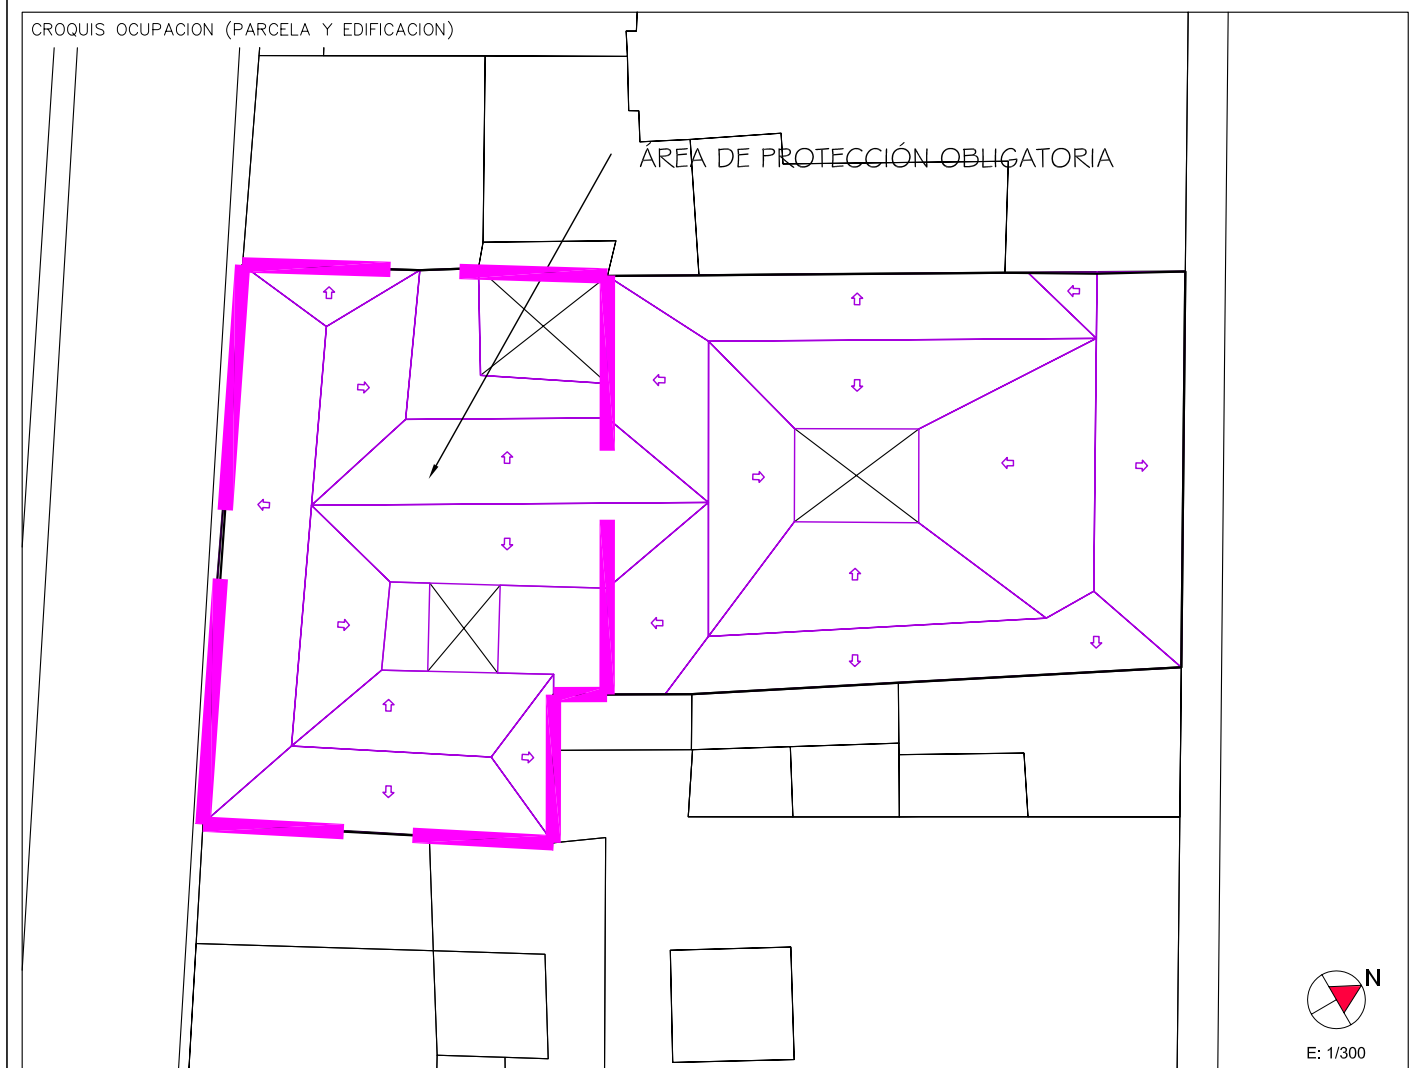 CROQUIS OCUPACION (PARCELA Y EDIFICACION)
ÁREA DE PROTECCIÓN OBLIGATORIA
N
E: 1/300